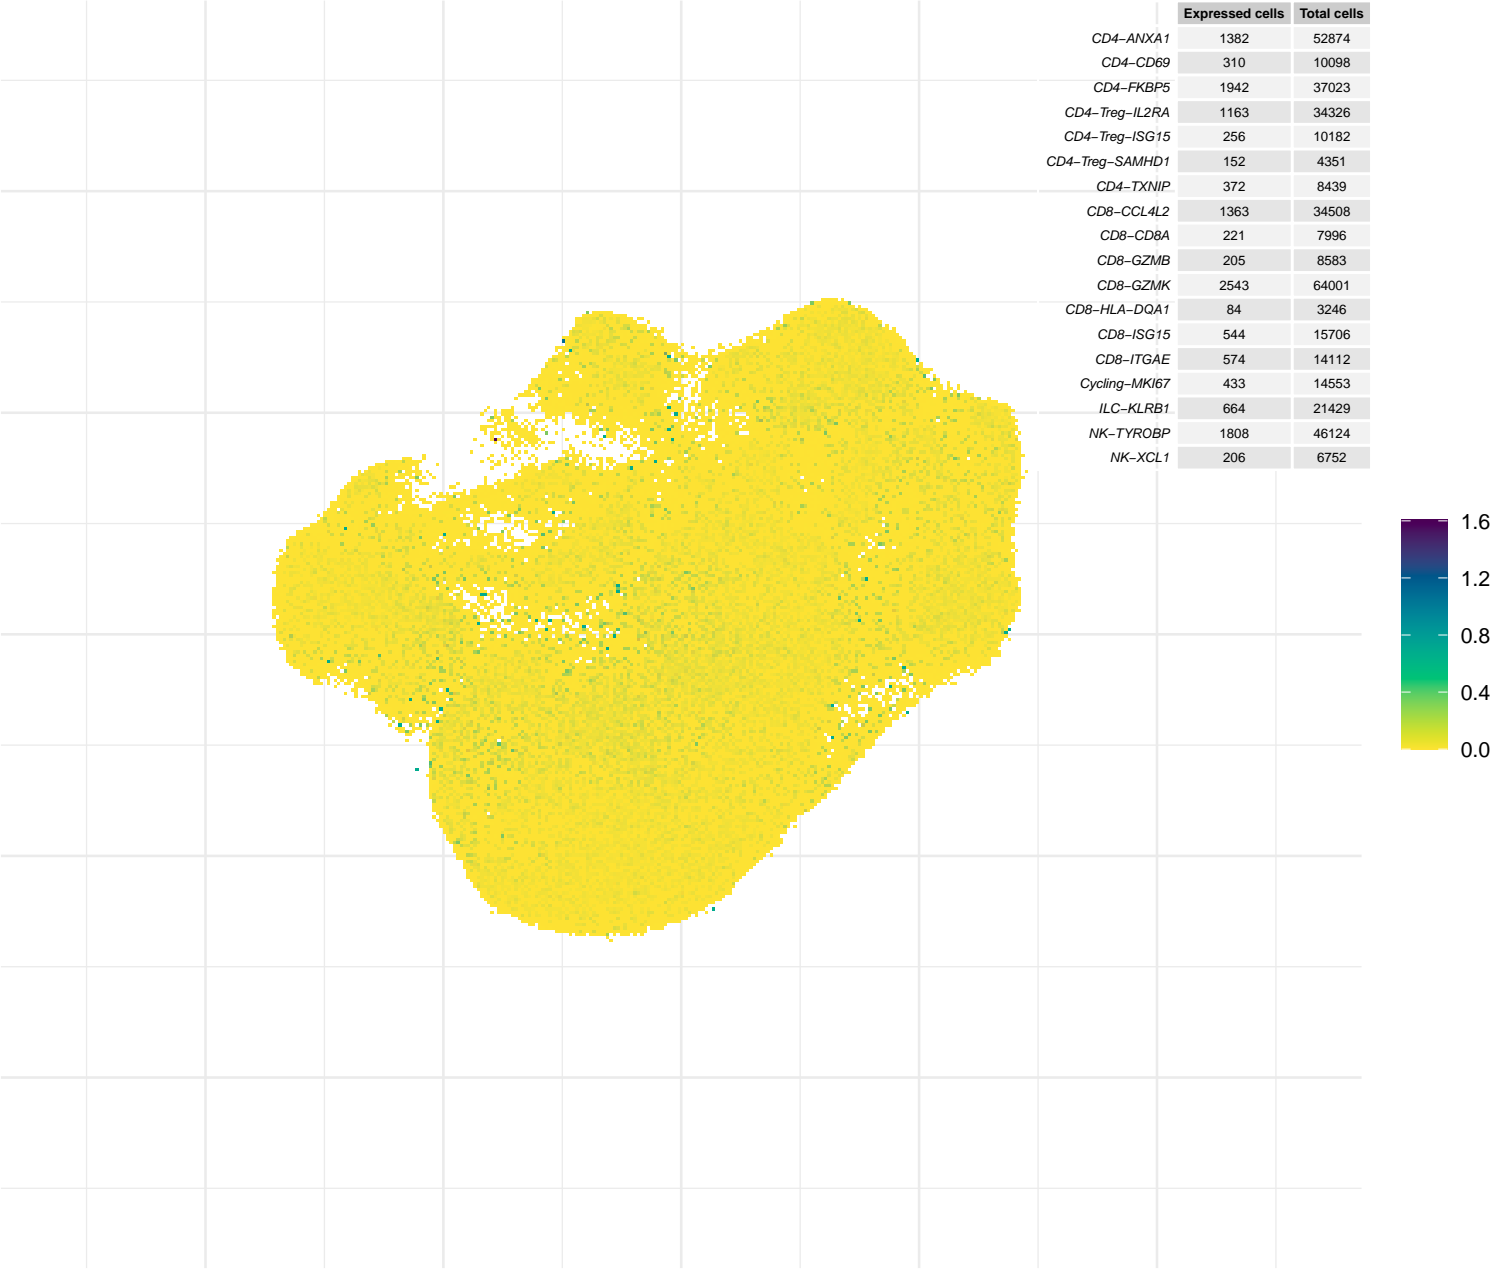 Expressed cells Total cells
CD4−ANXA1 1382 52874
CD4−CD69 310 10098
CD4−FKBP5 1942 37023
CD4−Treg−IL2RA 1163 34326
CD4−Treg−ISG15 256 10182
CD4−Treg−SAMHD1 152 4351
CD4−TXNIP 372 8439
CD8−CCL4L2 1363 34508
CD8−CD8A 221 7996
CD8−GZMB 205 8583
CD8−GZMK 2543 64001
CD8−HLA−DQA1 84 3246
CD8−ISG15 544 15706
CD8−ITGAE 574 14112
Cycling−MKI67 433 14553
ILC−KLRB1 664 21429
NK−TYROBP 1808 46124
NK−XCL1 206 6752
1.6
1.2
0.8
0.4
0.0